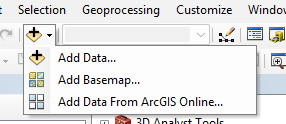 Selection Geoprocessing Customize Window
Add Data...
Add Basemap...
Add Data From ArcGIS Online...
3D Analyst Tools